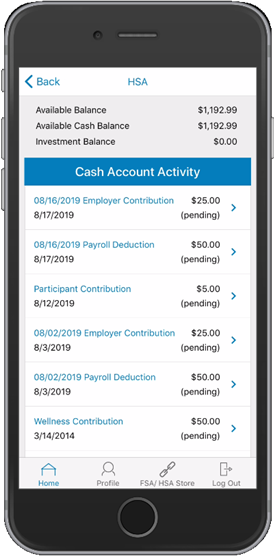 Back HSA
Available Balance $1,192.99
Available Cash Balance $1,192.99
Investment Balance $0.00
Cash Account Activity
08/16/2019 Employer Contribution $25.00
8/17/2019 (pending)
08/16/2019 Payroll Deduction $50.00
8/17/2019 (pending)
Participant Contribution $5.00
8/12/2019 (pending)
08/02/2019 Employer Contribution $25.00
8/3/2019 (pending)
08/02/2019 Payroll Deduction $50.00
8/3/2019 (pending)
Wellness Contribution $50.00
3/14/2014 (pending)
Home Profile FSA/ HSA Store Log Out